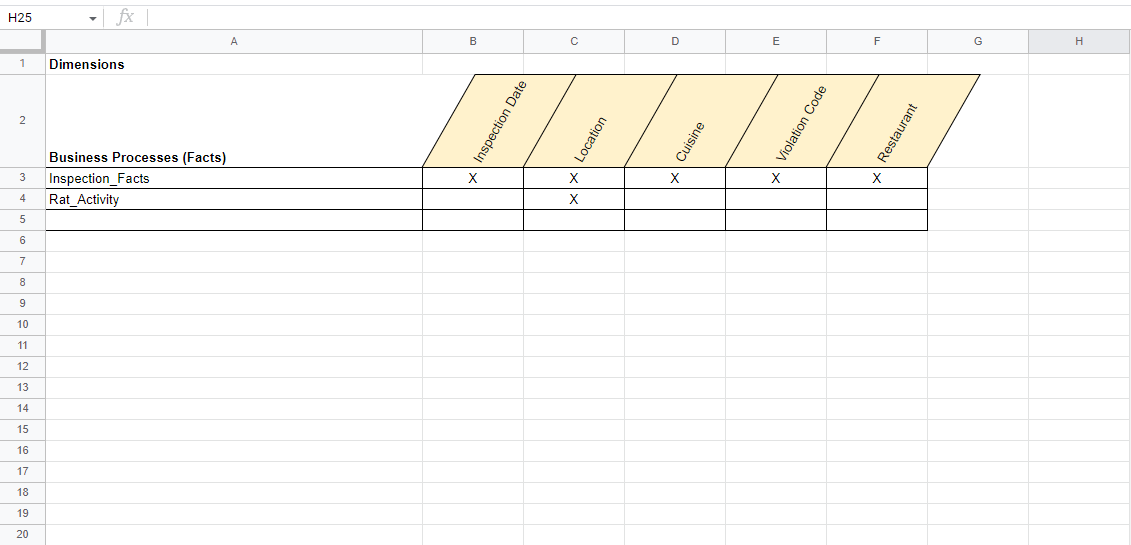 H25 fx
A B C D E F G H
1 Dimensions
2 Business Processes (Facts) Inspection Date Location Cuisine Violation Code Restaurant
3 Inspection_Facts X X X X X
4 Rat_Activity X
5
6
7
8
9
10
11
12
13
14
15
16
17
18
19
20